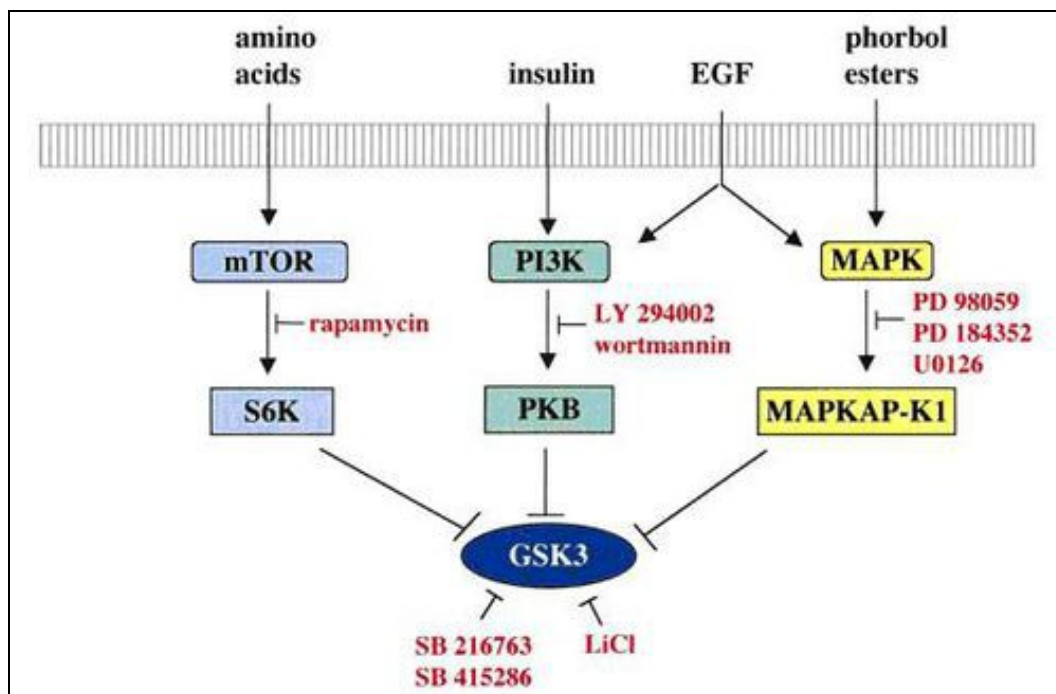 amino
acids
insulin
EGF
phorbol
esters
mTOR
PI3K
MAPK
rapamycin
LY 294002
wortmannin
PD 98059
PD 184352
U0126
S6K
PKB
MAPKAP-K1
GSK3
SB 216763
SB 415286
LiCl